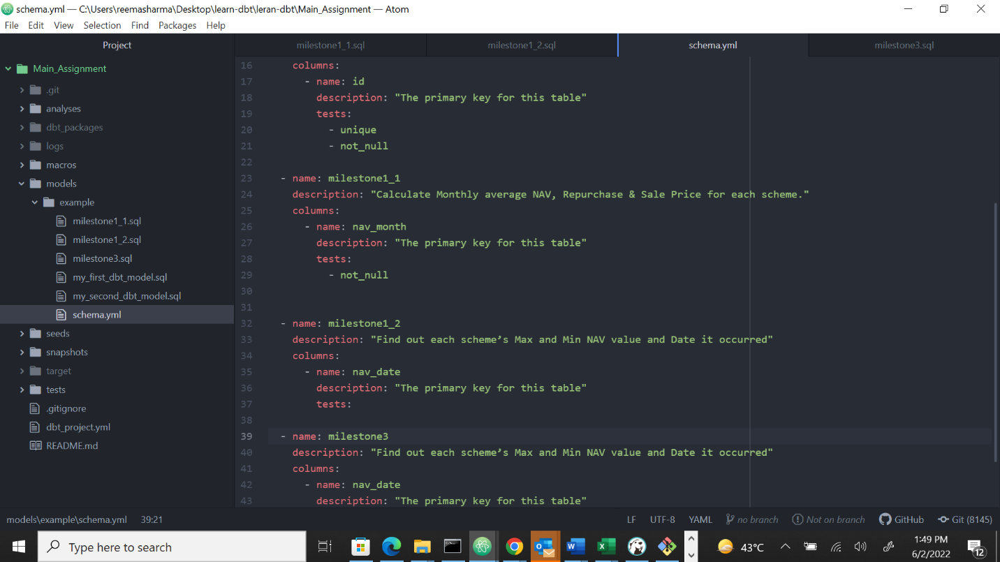 schema.yml — C:\Users\reemasharma\Desktop\learn-dbt\leran-dbt\Main_Assignment — Atom
File Edit View Selection Find Packages Help
Project
milestone1_1.sql
milestone1_2.sql
schema.yml
milestone3.sql
Main_Assignment
.git
analyses
dbt_packages
logs
macros
models
example
milestone1_1.sql
milestone1_2.sql
milestone3.sql
my_first_dbt_model.sql
my_second_dbt_model.sql
schema.yml
seeds
snapshots
target
tests
.gitignore
dbt_project.yml
README.md
16 columns:
17 - name: id
18 description: "The primary key for this table"
19 tests:
20 - unique
21 - not_null
22
23 - name: milestone1_1
24 description: "Calculate Monthly average NAV, Repurchase & Sale Price for each scheme."
25 columns:
26 - name: nav_month
27 description: "The primary key for this table"
28 tests:
29 - not_null
30
31
32 - name: milestone1_2
33 description: "Find out each scheme’s Max and Min NAV value and Date it occurred"
34 columns:
35 - name: nav_date
36 description: "The primary key for this table"
37 tests:
38
39 - name: milestone3
40 description: "Find out each scheme’s Max and Min NAV value and Date it occurred"
41 columns:
42 - name: nav_date
43 description: "The primary key for this table"
models\example\schema.yml 39:21 LF UTF-8 YAML no branch Not on branch GitHub Git (8145)
Type here to search
43°C
1:49 PM
6/2/2022
12